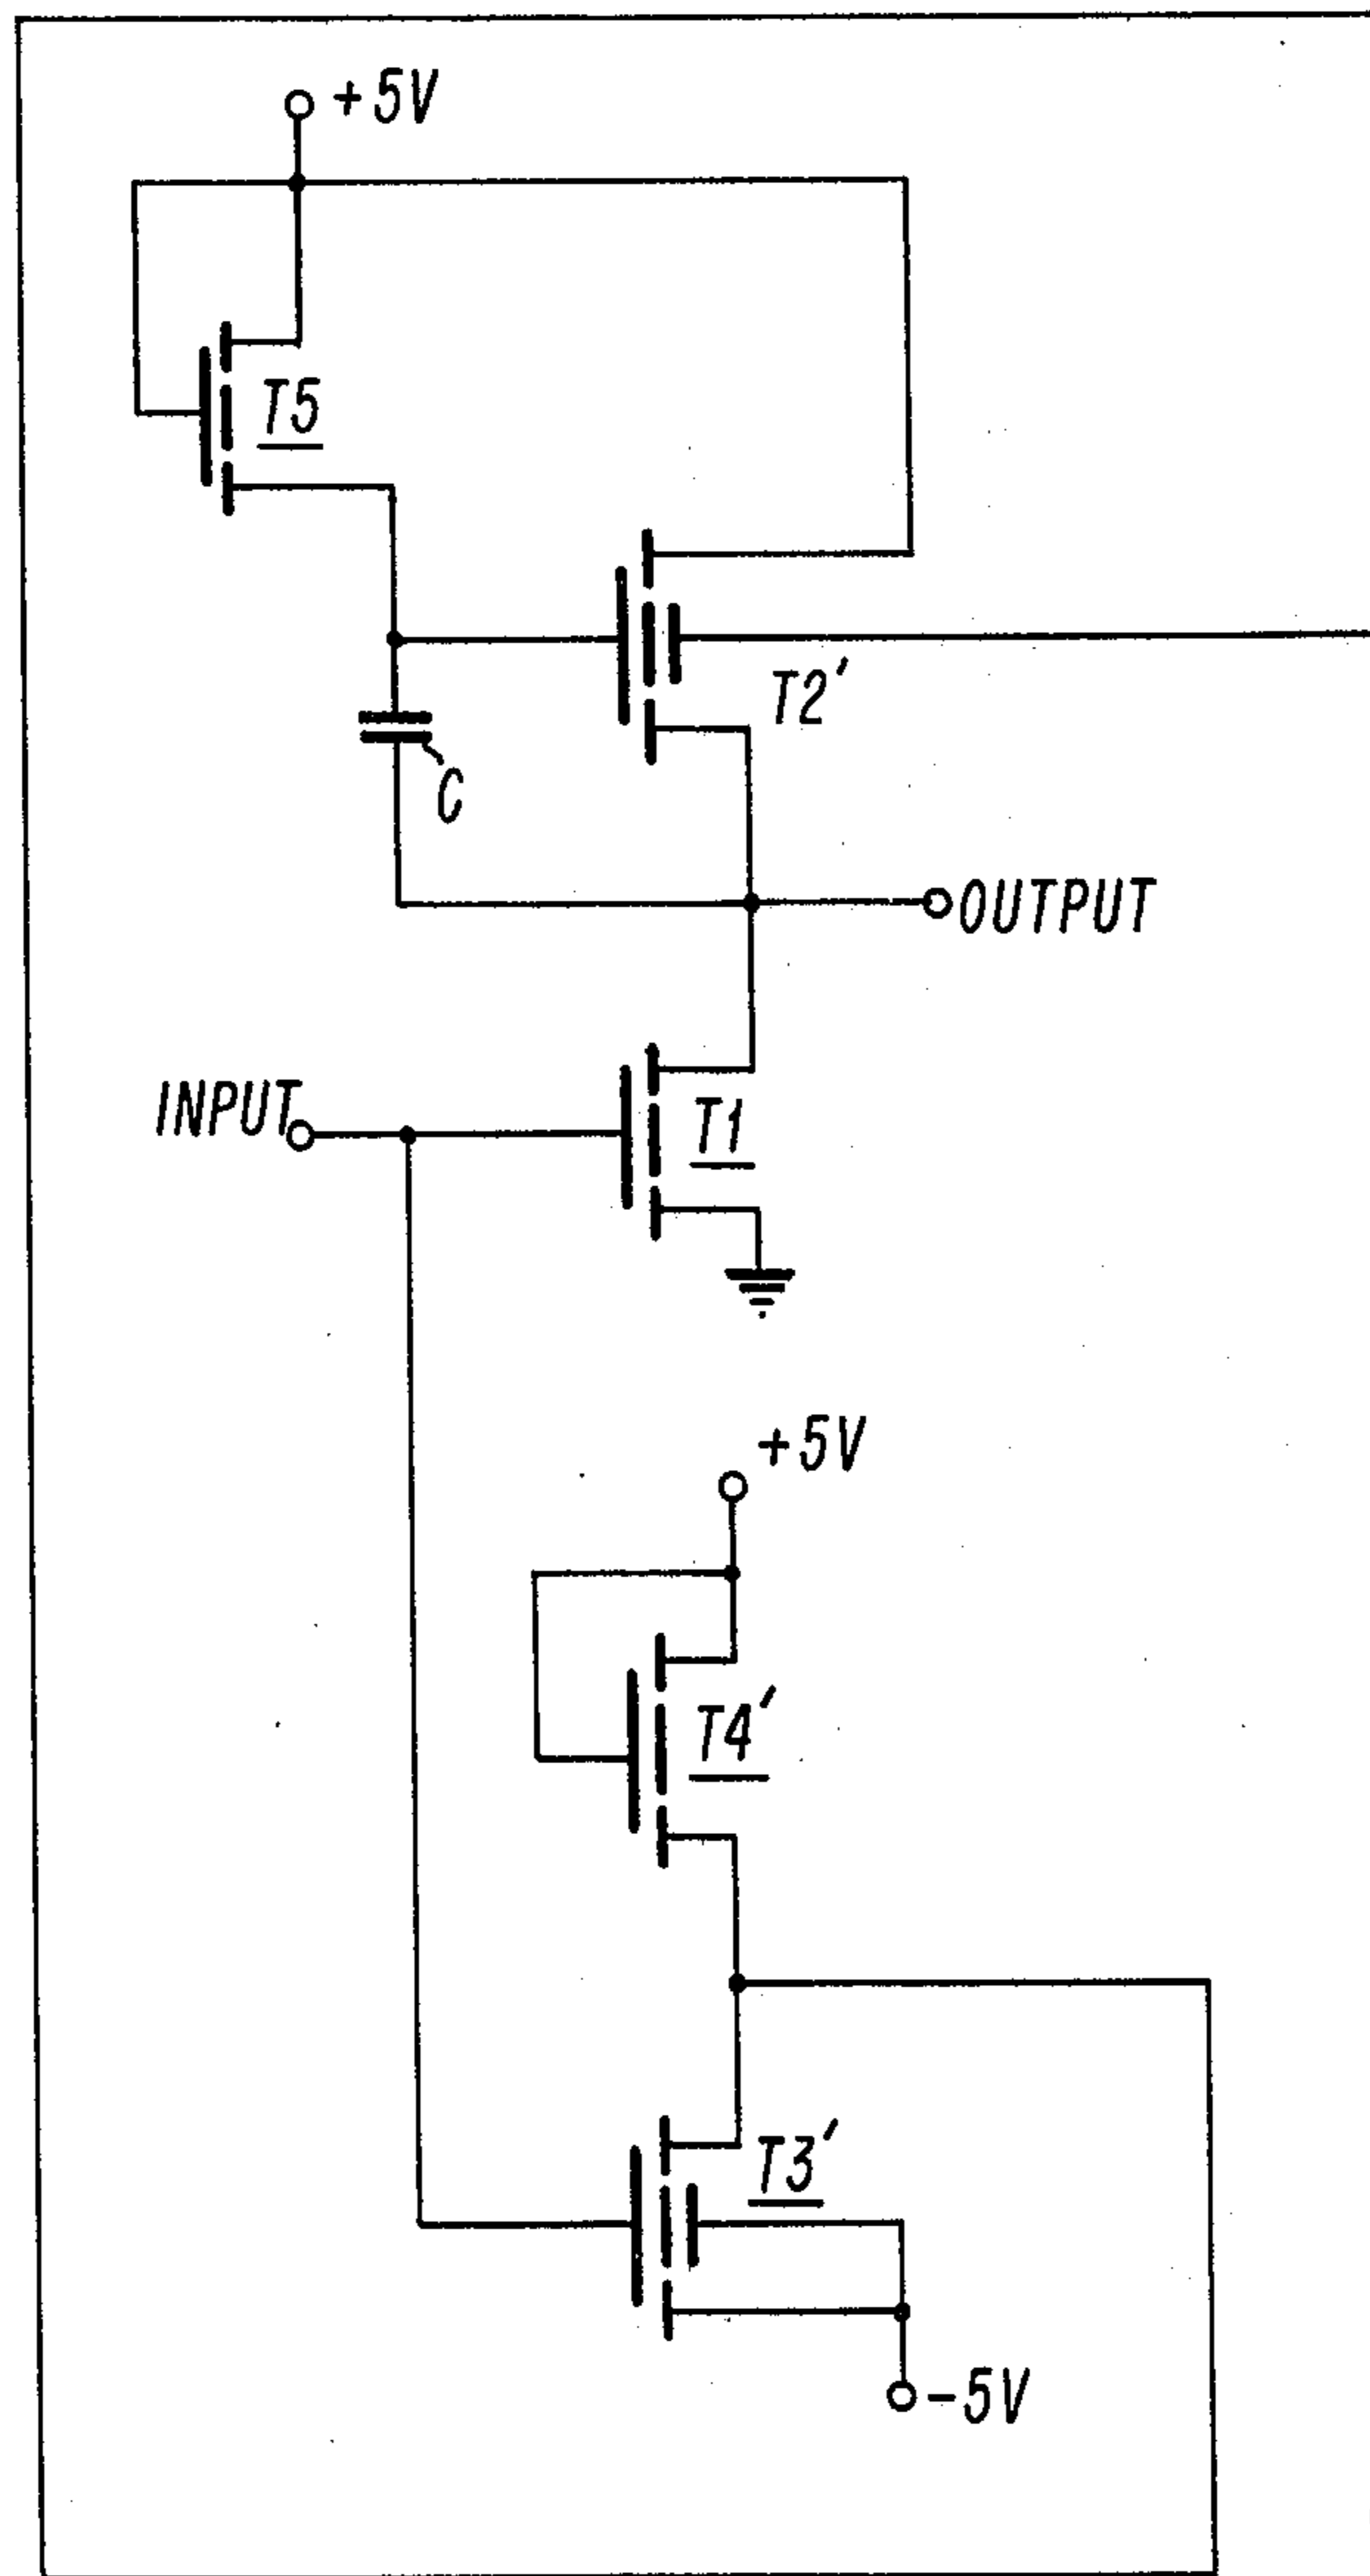 +5V
T5
T2'
C
OUTPUT
INPUT
T1
+5V
T4'
T3'
-5V